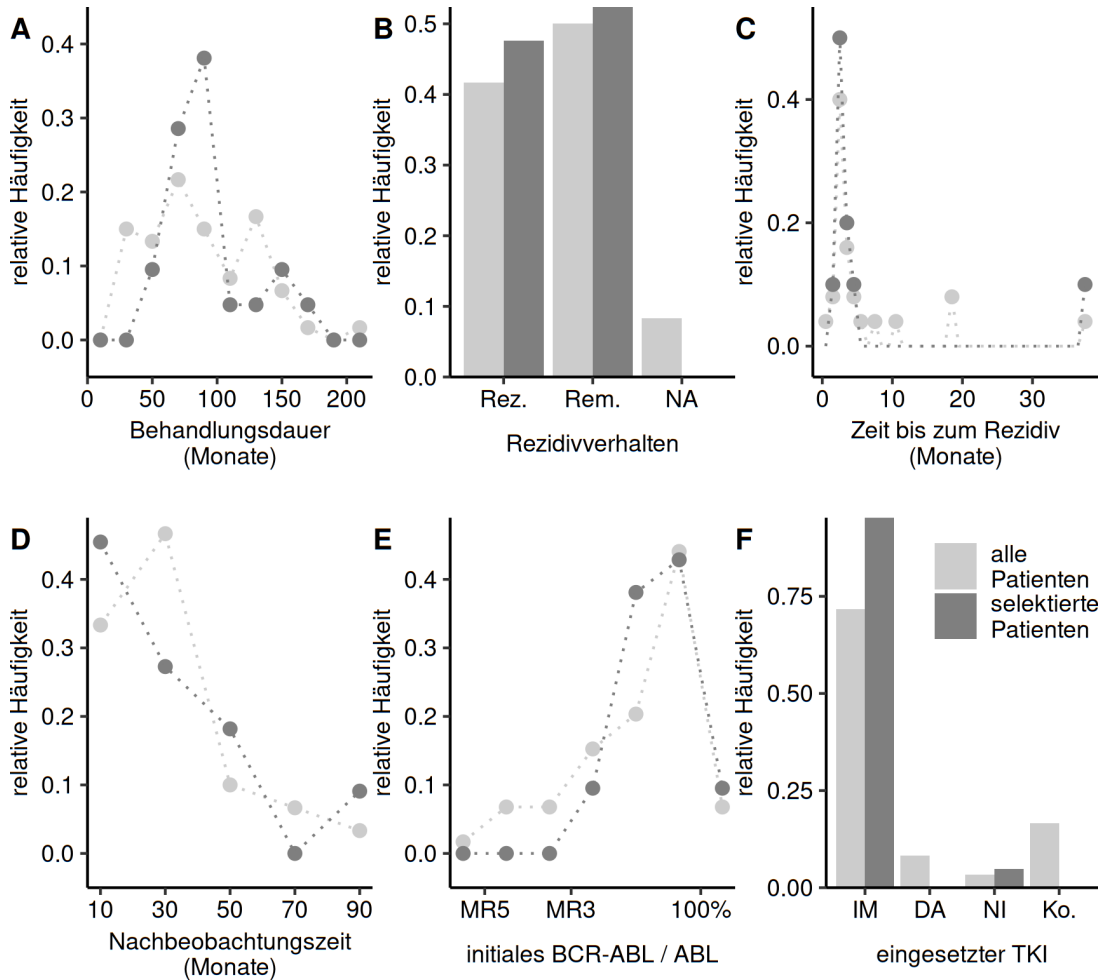 A
relative Häufigkeit
0.4
0.3
0.2
0.1
0.0
0 50 100 150 200
Behandlungsdauer
(Monate)
B
relative Häufigkeit
0.5
0.4
0.3
0.2
0.1
0.0
Rez. Rem. NA
Rezidivverhalten
C
relative Häufigkeit
0.4
0.2
0.0
0 10 20 30
Zeit bis zum Rezidiv
(Monate)
D
relative Häufigkeit
0.4
0.3
0.2
0.1
0.0
10 30 50 70 90
Nachbeobachtungszeit
(Monate)
E
relative Häufigkeit
0.4
0.3
0.2
0.1
0.0
MR5 MR3 100%
initiales BCR-ABL / ABL
F
relative Häufigkeit
0.75
0.50
0.25
0.00
IM DA NI Ko.
eingesetzter TKI
alle
Patienten
selektierte
Patienten